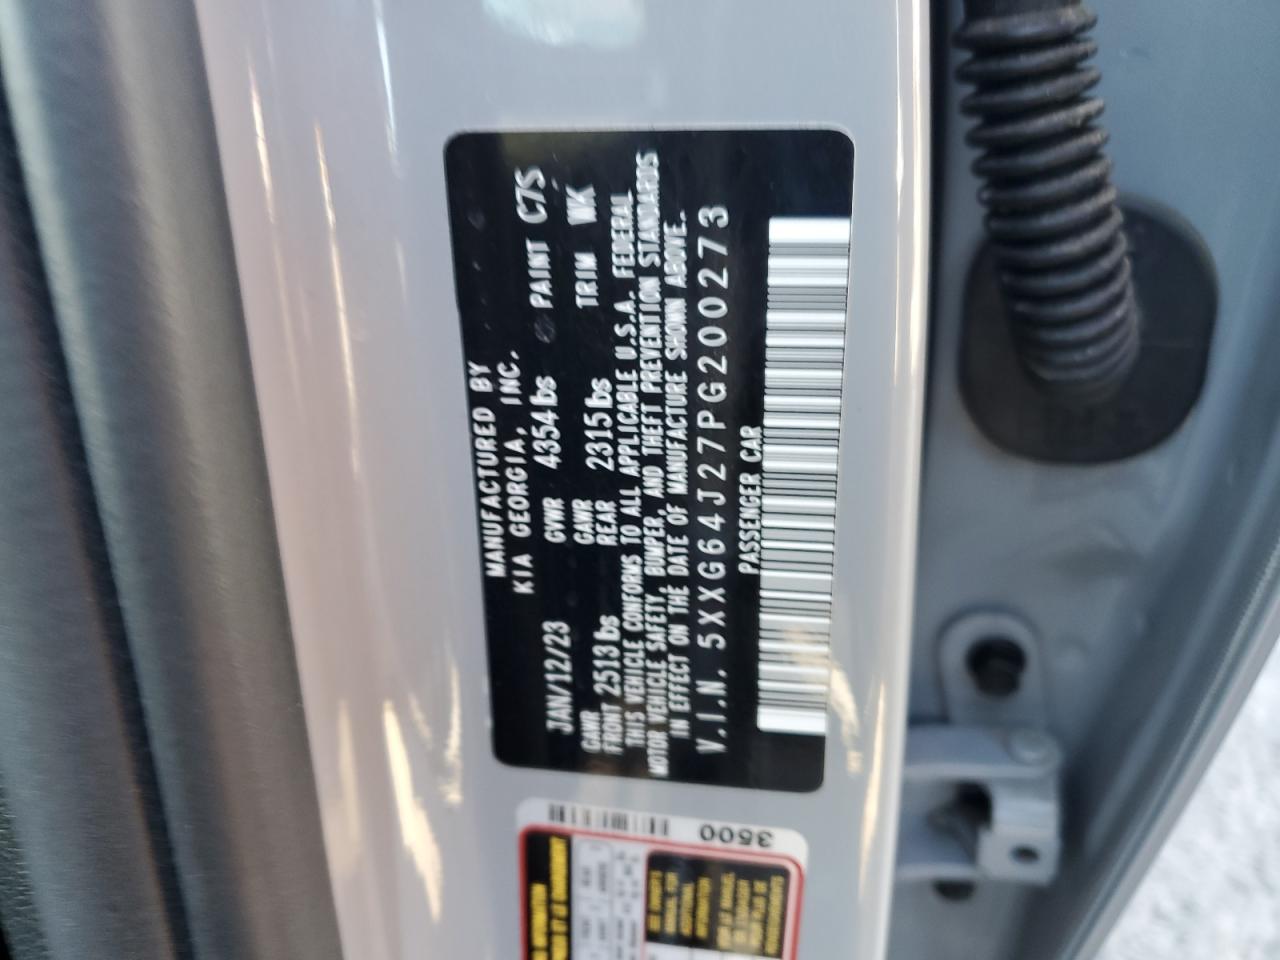 MANUFACTURED BY
KIA GEORGIA, INC.
JAN/12/23 GVWR 4354lbs PAINT C7S
GAWR GAWR
FRONT 2513lbs REAR 2315lbs TRIM WK
THIS VEHICLE CONFORMS TO ALL APPLICABLE U.S.A. FEDERAL
MOTOR VEHICLE SAFETY, BUMPER, AND THEFT PREVENTION STANDARDS
IN EFFECT ON THE DATE OF MANUFACTURE SHOWN ABOVE.
V.I.N. 5XXG64J27PG200273
PASSENGER CAR
3500